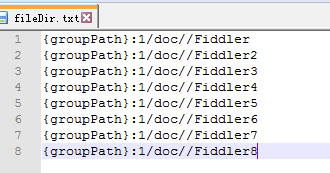 fileDir.txt
1 {groupPath}:1/doc//Fiddler
2 {groupPath}:1/doc//Fiddler2
3 {groupPath}:1/doc//Fiddler3
4 {groupPath}:1/doc//Fiddler4
5 {groupPath}:1/doc//Fiddler5
6 {groupPath}:1/doc//Fiddler6
7 {groupPath}:1/doc//Fiddler7
8 {groupPath}:1/doc//Fiddler8